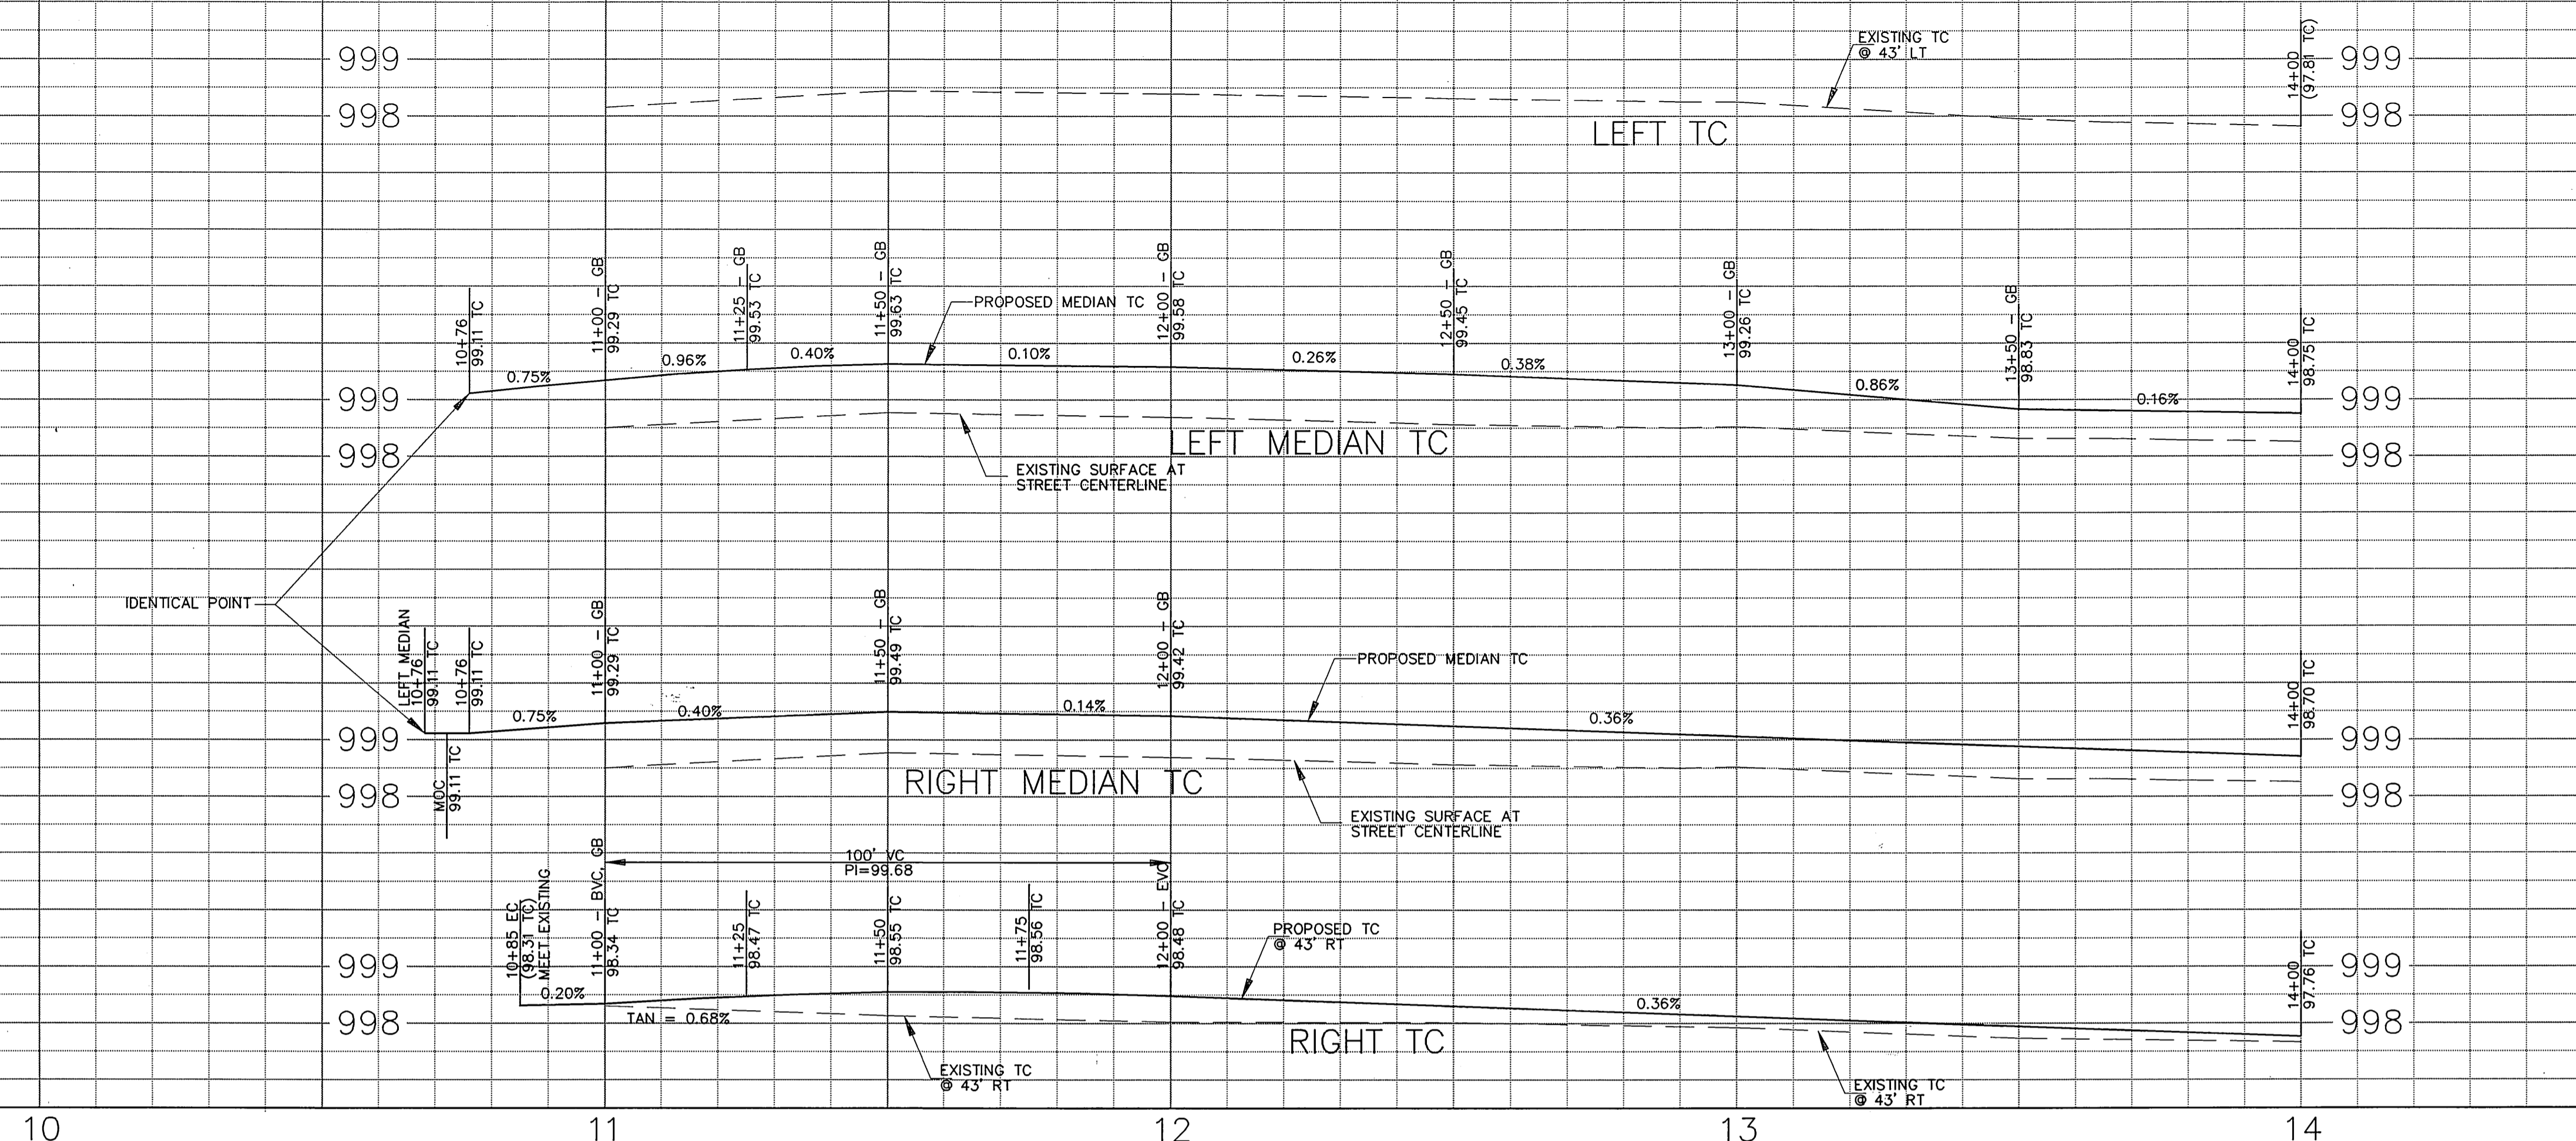 EXISTING TC
@ 43' LT
14+00
(97.81 TC)
999
999
998
998
LEFT TC
10+76
99.11 TC
11+00 - GB
99.29 TC
11+25 - GB
99.53 TC
11+50 - GB
99.63 TC
12+00 - GB
99.58 TC
12+50 - GB
99.45 TC
13+00 - GB
99.26 TC
13+50 - GB
98.83 TC
14+00
98.75 TC
PROPOSED MEDIAN TC
0.75%
0.96%
0.40%
0.10%
0.26%
0.38%
0.86%
0.16%
999
999
998
998
LEFT MEDIAN TC
EXISTING SURFACE AT
STREET CENTERLINE
IDENTICAL POINT
LEFT MEDIAN
10+76
99.11 TC
10+76
99.11 TC
11+00 - GB
99.29 TC
11+50 - GB
99.49 TC
12+00 - GB
99.42 TC
14+00
98.70 TC
PROPOSED MEDIAN TC
0.75%
0.40%
0.14%
0.36%
999
999
MOC
99.11 TC
998
998
RIGHT MEDIAN TC
EXISTING SURFACE AT
STREET CENTERLINE
100' VC
PI=99.68
10+85 EC
(98.31 TC)
MEET EXISTING
11+00 - BVC, GB
98.34 TC
11+25
98.47 TC
11+50
98.55 TC
11+75
98.56 TC
12+00 - EVC
98.48 TC
PROPOSED TC
@ 43' RT
14+00
97.76 TC
999
999
0.20%
0.36%
998
998
TAN = 0.68%
RIGHT TC
EXISTING TC
@ 43' RT
EXISTING TC
@ 43' RT
10
11
12
13
14